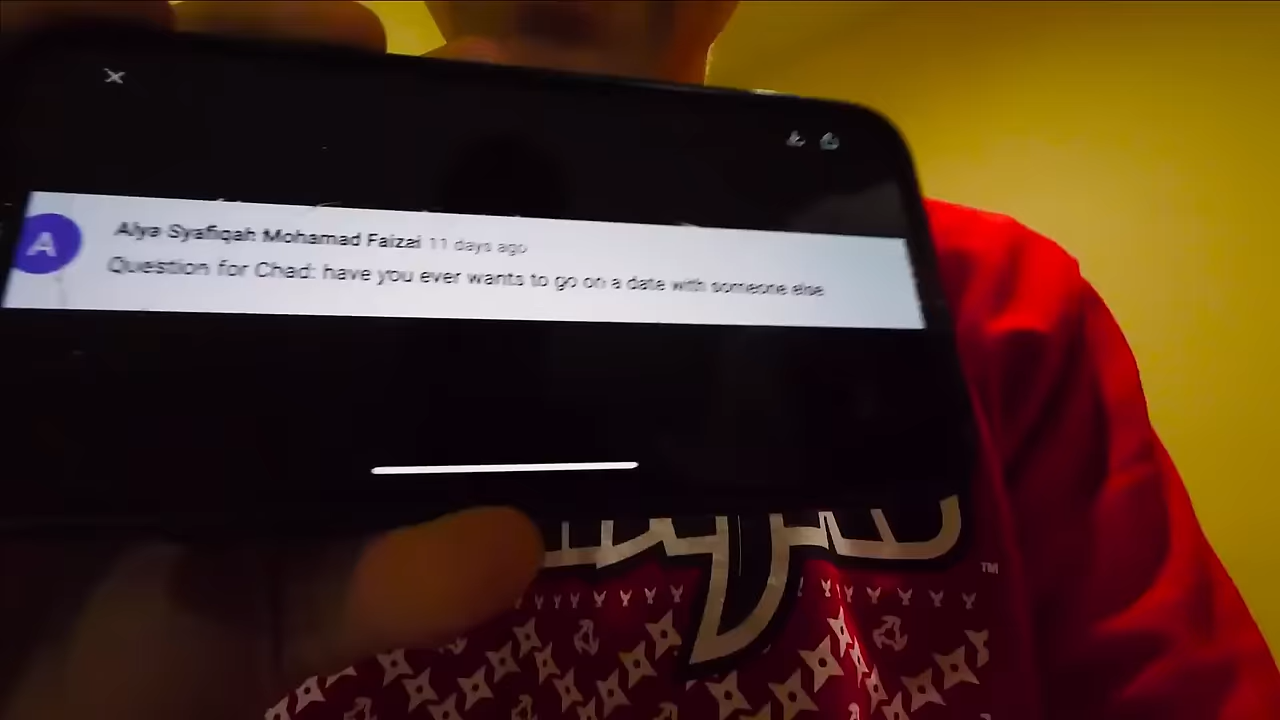 A
Alya Syafiqah Mohamad Faizal 11 days ago
Question for Chad: have you ever wants to go on a date with someone else
TM